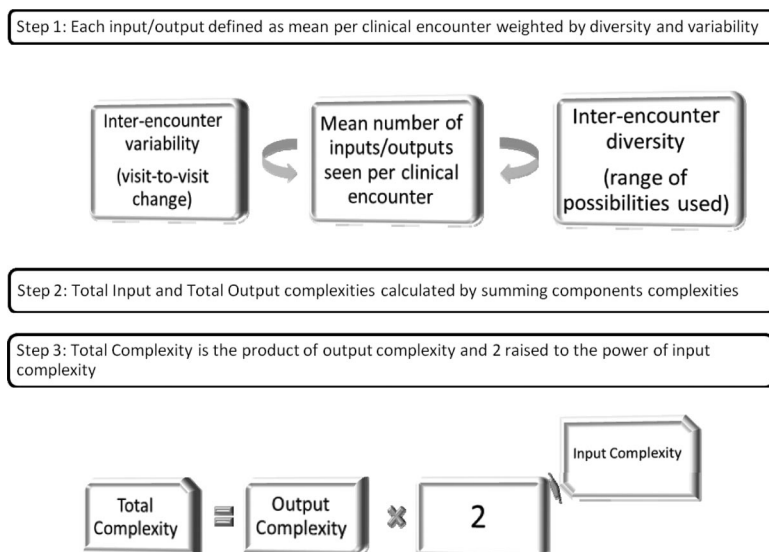 Step 1: Each input/output defined as mean per clinical encounter weighted by diversity and variability
Inter-encounter
variability
(visit-to-visit
change)
Mean number of
inputs/outputs
seen per clinical
encounter
Inter-encounter
diversity
(range of
possibilities used)
Step 2: Total Input and Total Output complexities calculated by summing components complexities
Step 3: Total Complexity is the product of output complexity and 2 raised to the power of input
complexity
Total
Complexity
=
Output
Complexity
×
2
Input Complexity